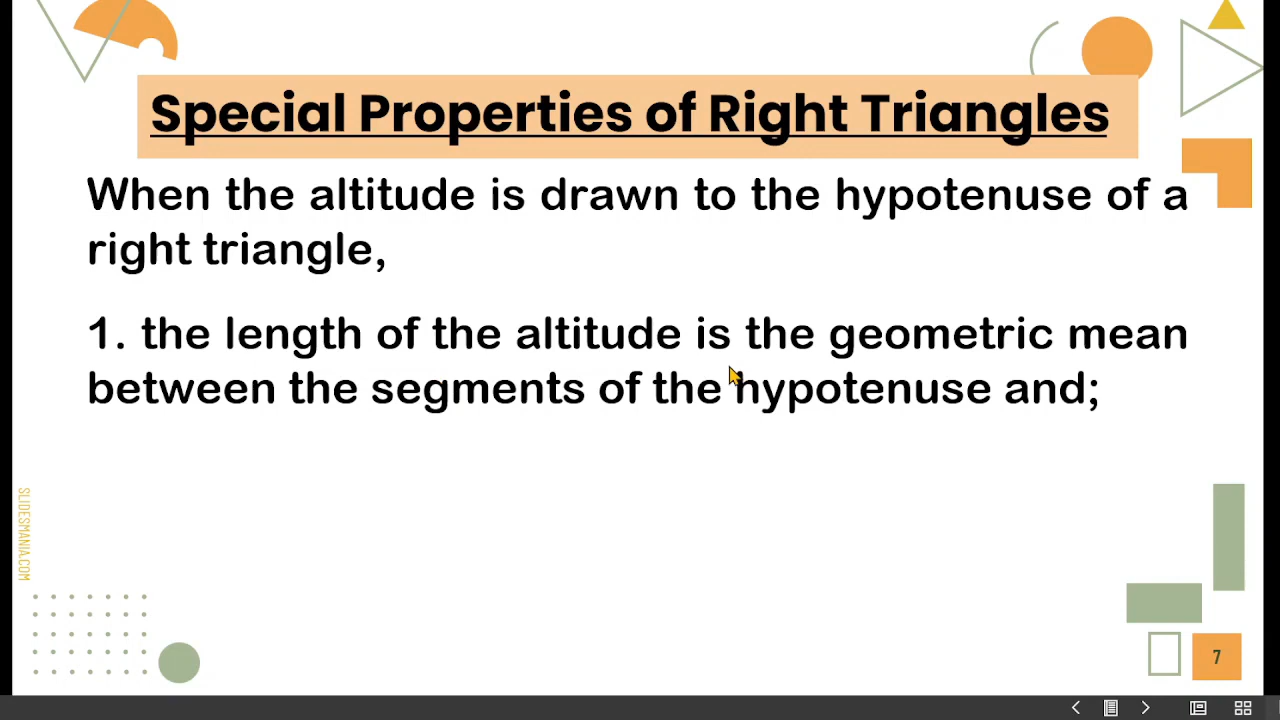 Special Properties of Right Triangles
When the altitude is drawn to the hypotenuse of a
right triangle,
1. the length of the altitude is the geometric mean
between the segments of the hypotenuse and;
SLIDESMANIA.COM
7